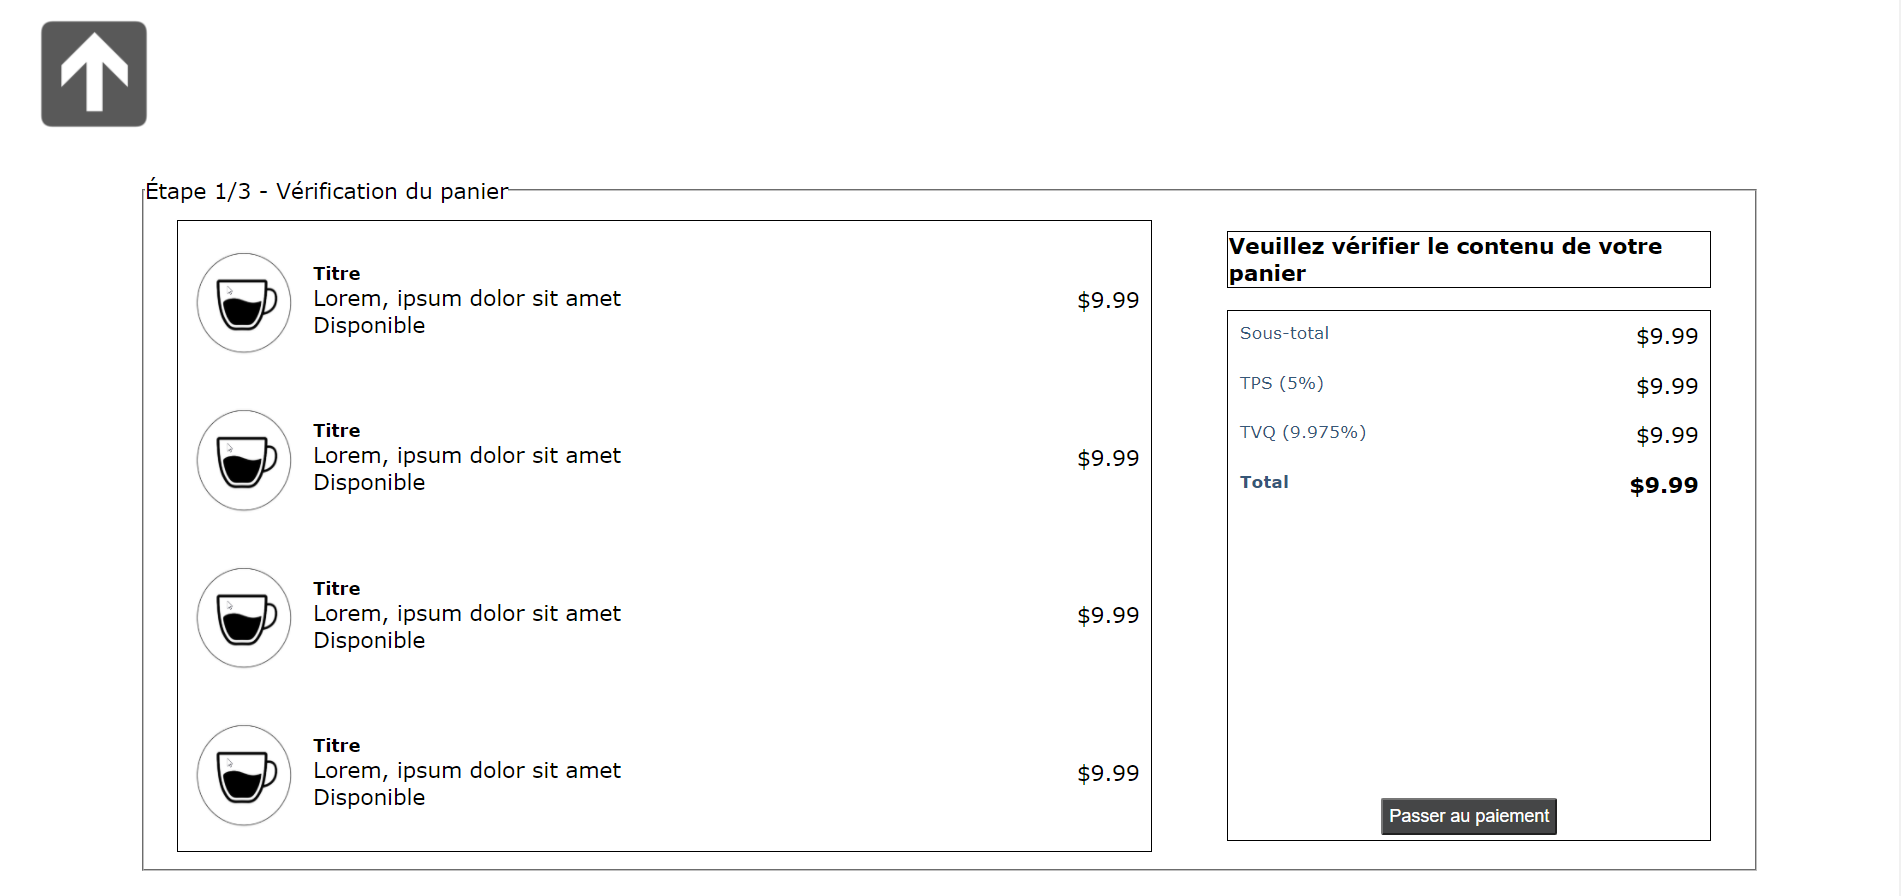 Étape 1/3 - Vérification du panier
Titre
Lorem, ipsum dolor sit amet
Disponible
$9.99
Titre
Lorem, ipsum dolor sit amet
Disponible
$9.99
Titre
Lorem, ipsum dolor sit amet
Disponible
$9.99
Titre
Lorem, ipsum dolor sit amet
Disponible
$9.99
Veuillez vérifier le contenu de votre
panier
Sous-total $9.99
TPS (5%) $9.99
TVQ (9.975%) $9.99
Total $9.99
Passer au paiement